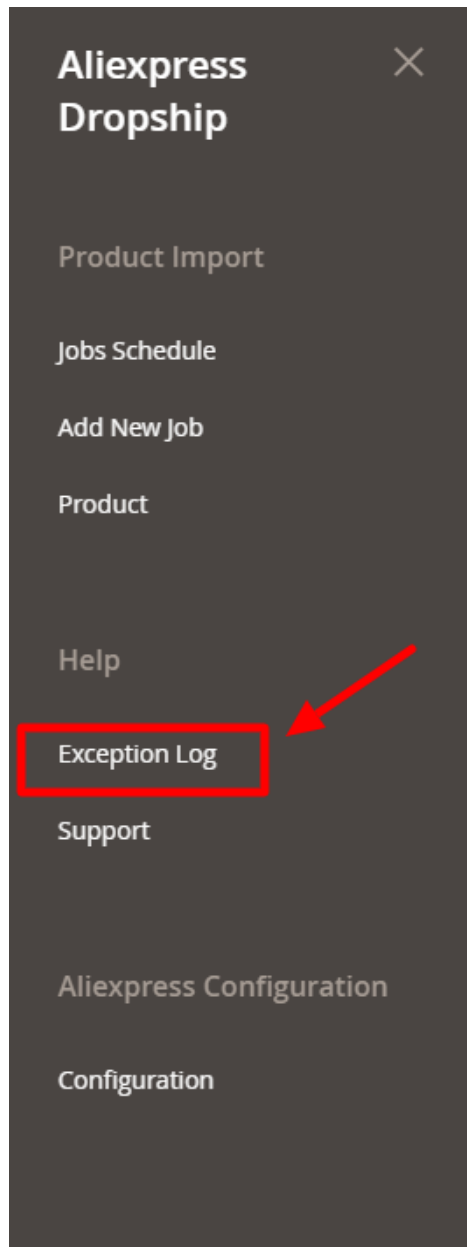 Aliexpress
Dropship
Product Import
Jobs Schedule
Add New Job
Product
Help
Exception Log
Support
Aliexpress Configuration
Configuration